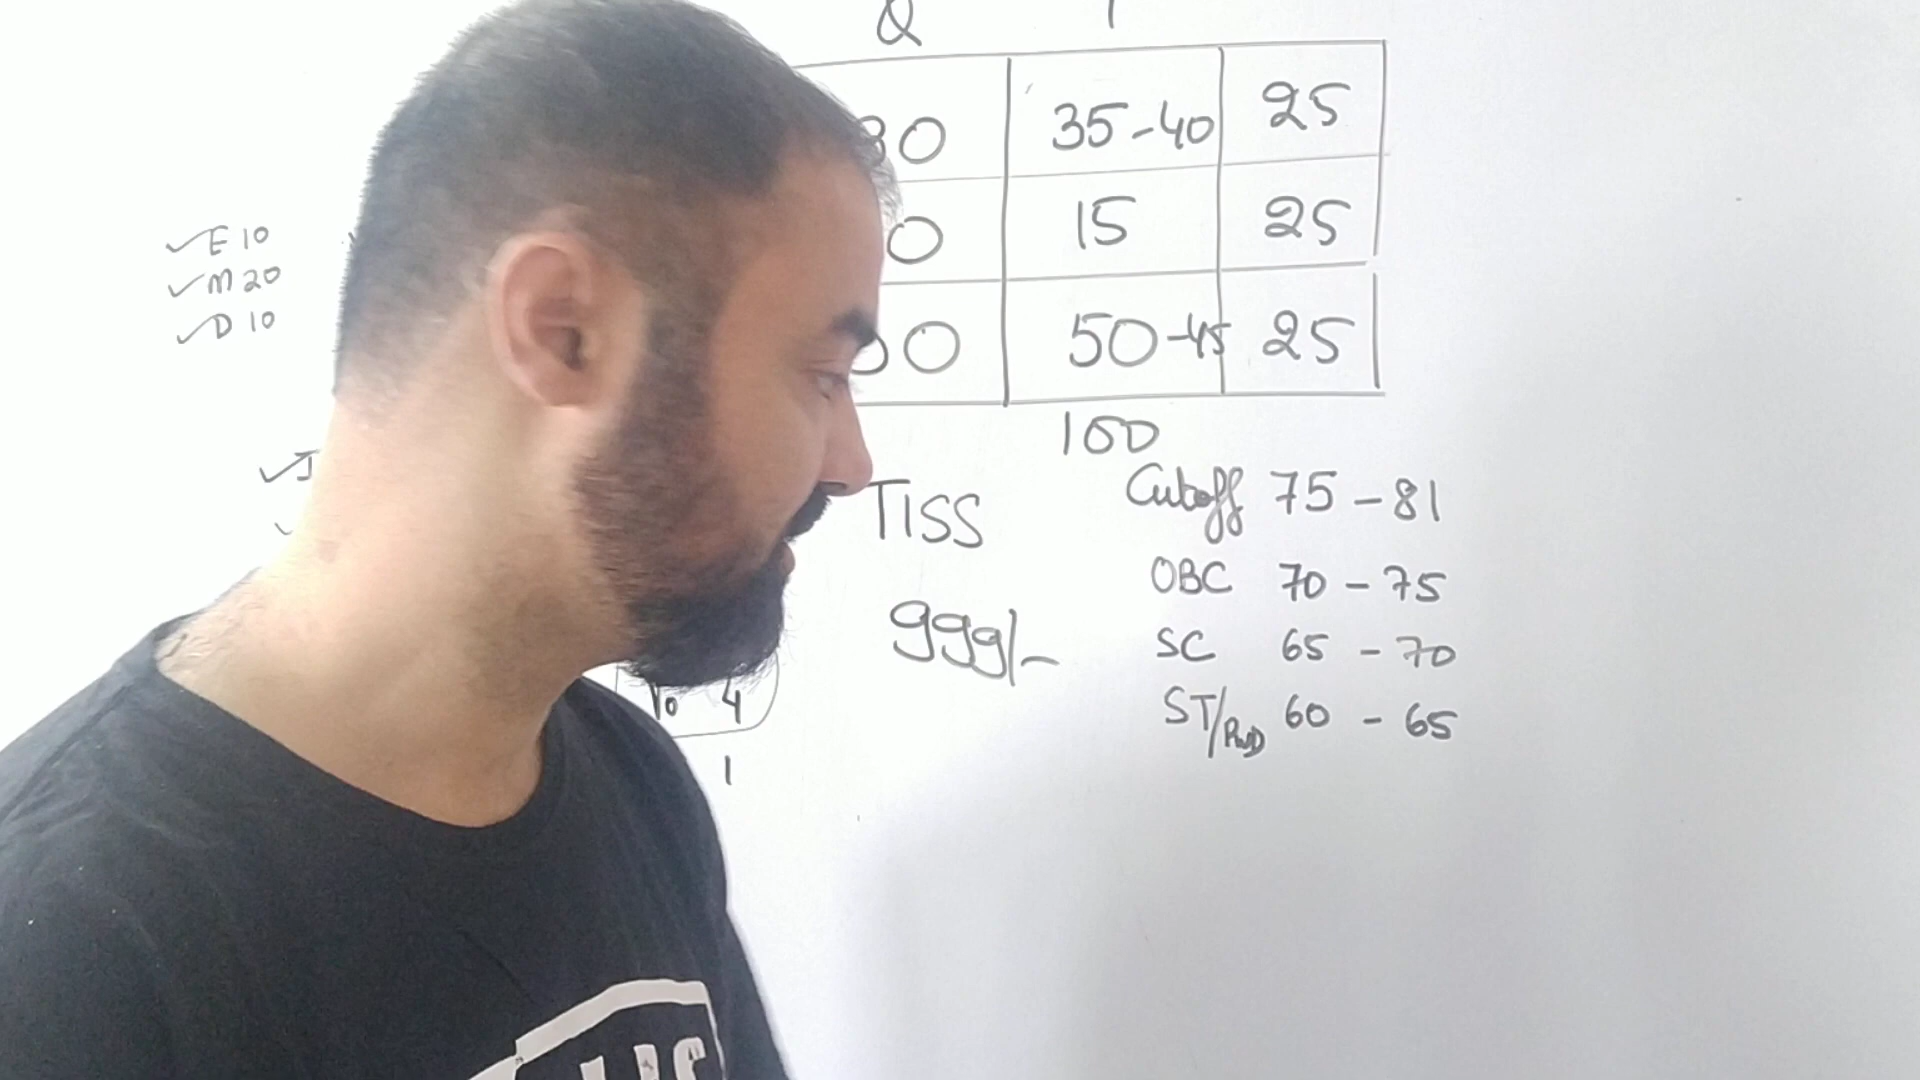 Q
30 35-40 25
0 15 25
0 50-45 25
100
✓E 10
✓M 20
✓D 10
TISS
999/-
Cutoff 75 - 81
OBC 70 - 75
SC 65 - 70
ST/PwD 60 - 65
10 4
1